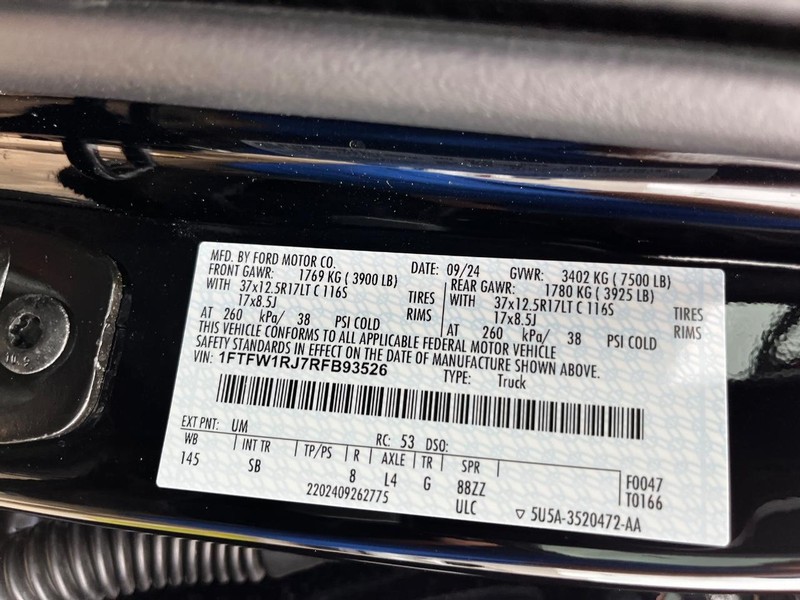 MFD. BY FORD MOTOR CO.
DATE: 09/24 GVWR: 3402 KG ( 7500 LB)
FRONT GAWR: 1769 KG ( 3900 LB)
WITH 37x12.5R17LT C 116S TIRES
17x8.5J RIMS
AT 260 kPa/ 38 PSI COLD
REAR GAWR: 1780 KG ( 3925 LB)
WITH 37x12.5R17LT C 116S TIRES
17x8.5J RIMS
AT 260 kPa/ 38 PSI COLD
THIS VEHICLE CONFORMS TO ALL APPLICABLE FEDERAL MOTOR VEHICLE
SAFETY STANDARDS IN EFFECT ON THE DATE OF MANUFACTURE SHOWN ABOVE.
VIN: 1FTFW1RJ7RFB93526
TYPE: Truck
EXT PNT: UM RC: 53 DSO:
WB INT TR TP/PS R AXLE TR SPR
145 SB 8 L4 G 88ZZ
F0047
T0166
2202409262775 ULC ▽ 5U5A-3520472-AA